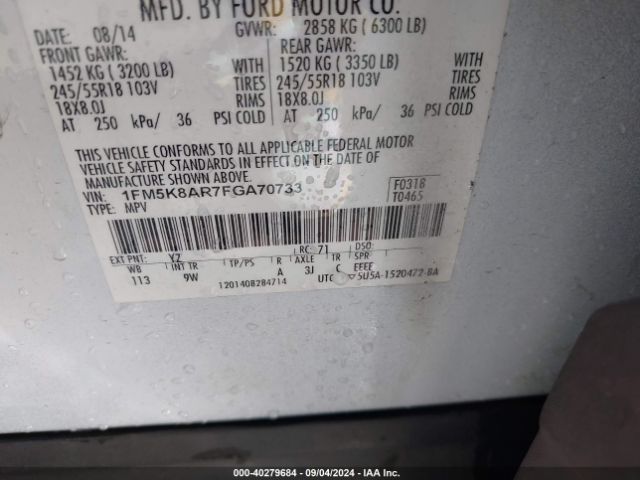 MFD. BY FORD MOTOR CO.
DATE: 08/14 GVWR: 2858 KG ( 6300 LB)
FRONT GAWR: REAR GAWR:
1452 KG ( 3200 LB) WITH 1520 KG ( 3350 LB) WITH
245/55R18 103V TIRES 245/55R18 103V TIRES
18X8.0J RIMS 18X8.0J RIMS
AT 250 kPa/ 36 PSI COLD AT 250 kPa/ 36 PSI COLD
THIS VEHICLE CONFORMS TO ALL APPLICABLE FEDERAL MOTOR
VEHICLE SAFETY STANDARDS IN EFFECT ON THE DATE OF
MANUFACTURE SHOWN ABOVE.
VIN: 1FM5K8AR7FGA70733 F0318
TYPE: MPV T0465
EXT PNT: YZ RC: 71 DSO:
WB INT TR TP/PS R AXLE TR SPR
113 9W A 3J C EEEE
1201408284714 UTC 5U5A-1520472-BA
000-40279684 - 09/04/2024 - IAA Inc.